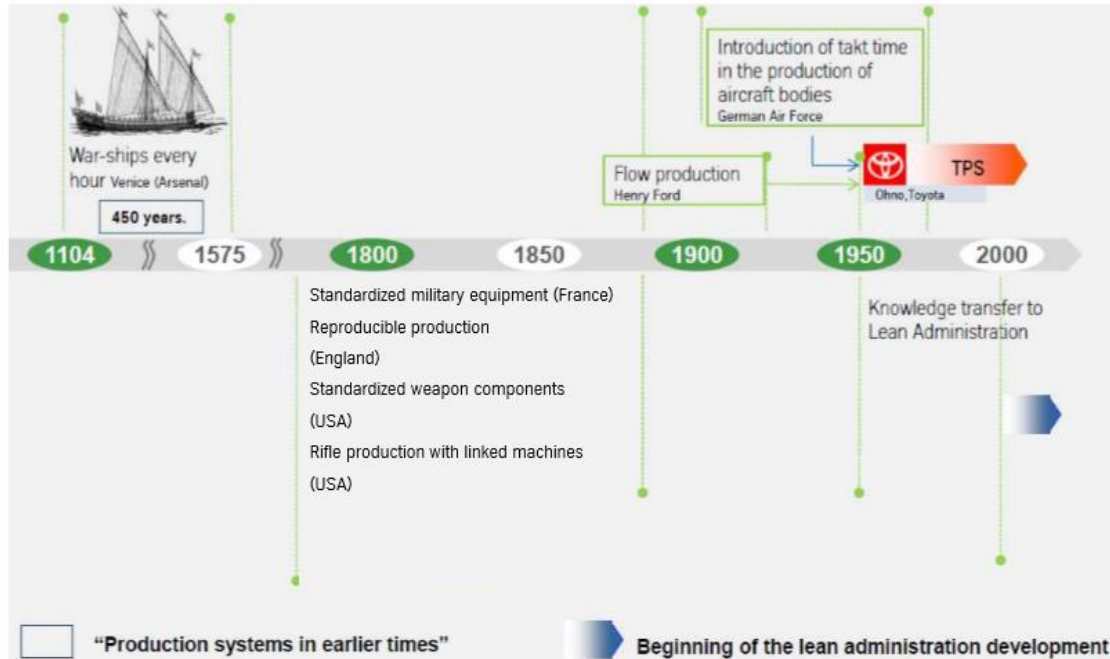 Introduction of takt time
in the production of
aircraft bodies
German Air Force
War-ships every
hour Venice (Arsenal)
450 years.
Flow production
Henry Ford
TPS
Ohno,Toyota
1104
1575
1800
1850
1900
1950
2000
Standardized military equipment (France)
Reproducible production
(England)
Standardized weapon components
(USA)
Rifle production with linked machines
(USA)
Knowledge transfer to
Lean Administration
“Production systems in earlier times”
Beginning of the lean administration development